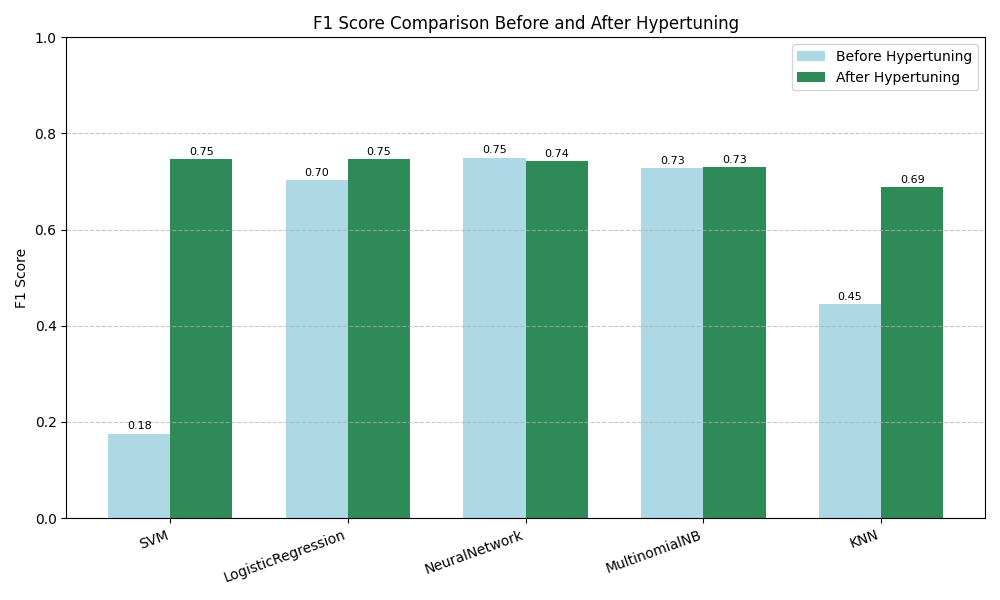 F1 Score Comparison Before and After Hypertuning
Before Hypertuning
After Hypertuning
F1 Score
1.0
0.8
0.6
0.4
0.2
0.0
0.18
0.75
0.70
0.75
0.75
0.74
0.73
0.73
0.45
0.69
SVM
LogisticRegression
NeuralNetwork
MultinomialNB
KNN